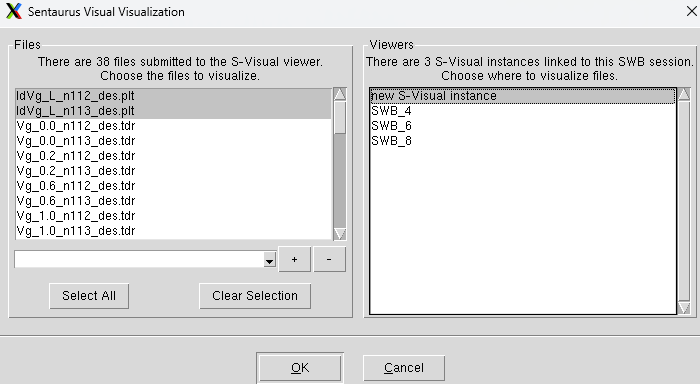 Sentaurus Visual Visualization
Files
There are 38 files submitted to the S-Visual viewer.
Choose the files to visualize.
IdVg_L_n112_des.plt
IdVg_L_n113_des.plt
Vg_0.0_n112_des.tdr
Vg_0.0_n113_des.tdr
Vg_0.2_n112_des.tdr
Vg_0.2_n113_des.tdr
Vg_0.6_n112_des.tdr
Vg_0.6_n113_des.tdr
Vg_1.0_n112_des.tdr
Vg_1.0_n113_des.tdr
+ -
Select All
Clear Selection
Viewers
There are 3 S-Visual instances linked to this SWB session.
Choose where to visualize files.
new S-Visual instance
SWB_4
SWB_6
SWB_8
OK
Cancel